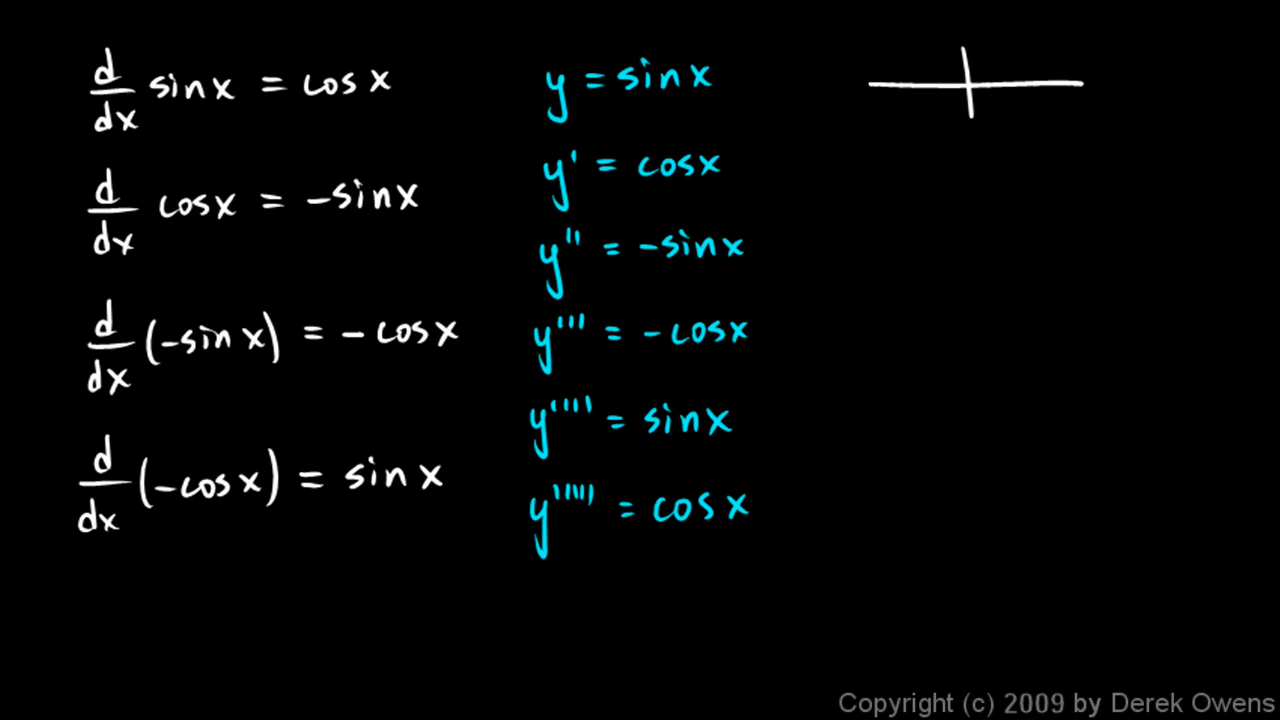 d/dx sin x = cos x
d/dx cos x = -sin x
d/dx (-sin x) = - cos x
d/dx (-cos x) = sin x
y = sin x
y' = cos x
y'' = -sin x
y''' = - cos x
y'''' = sin x
y''''' = cos x
Copyright (c) 2009 by Derek Owens